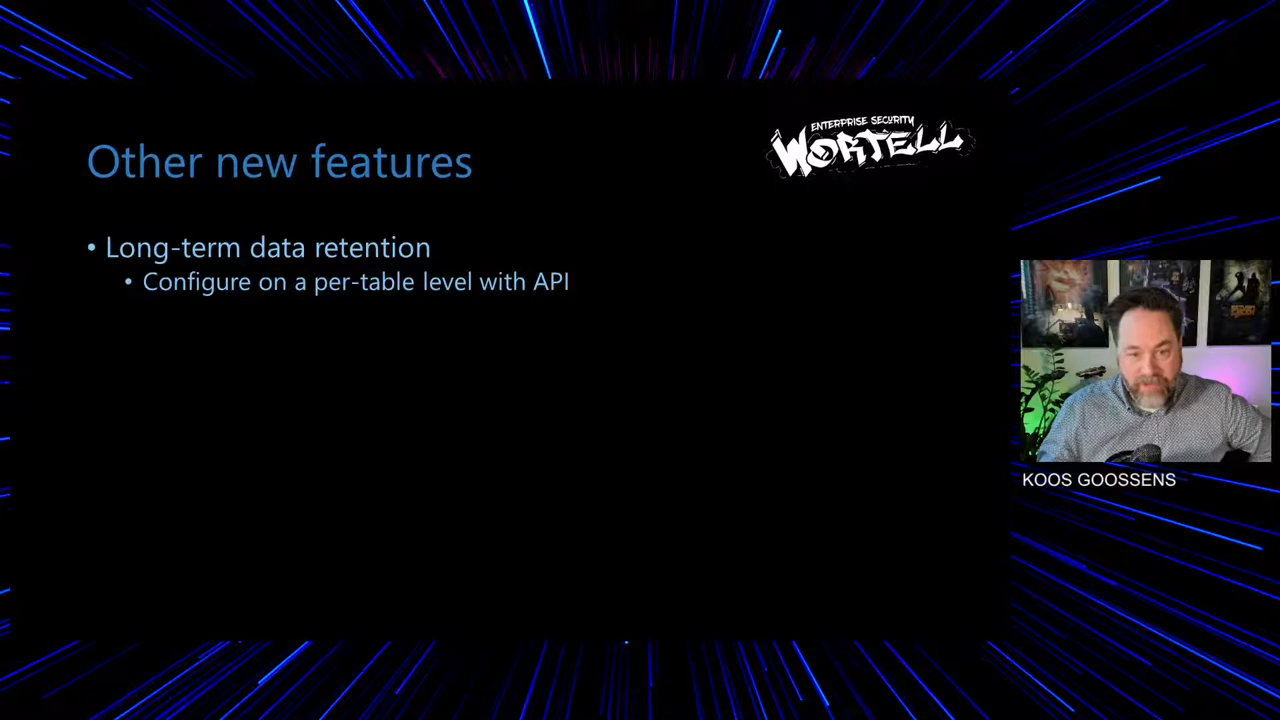 ENTERPRISE SECURITY
WORTELL
Other new features
• Long-term data retention
• Configure on a per-table level with API
KOOS GOOSSENS